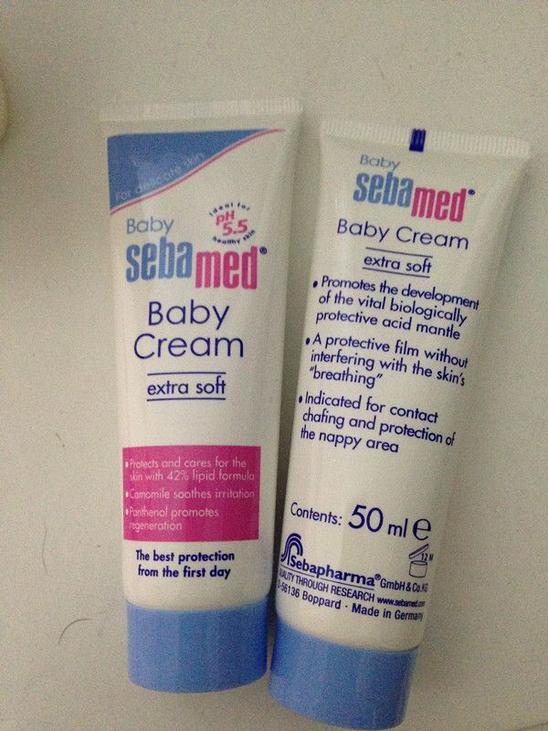 For delicate skin
Ideal for
pH
5.5
healthy skin
Baby
sebamed®
Baby
Cream
extra soft
• Protects and cares for the
skin with 42% lipid formula
• Camomile soothes irritation
• Panthenol promotes
regeneration
The best protection
from the first day
Baby
sebamed®
Baby Cream
extra soft
• Promotes the development
of the vital biologically
protective acid mantle
• A protective film without
interfering with the skin's
"breathing"
• Indicated for contact
chafing and protection of
the nappy area
Contents: 50 ml e
12 M
Sebapharma® GmbH & Co. KG
QUALITY THROUGH RESEARCH www.sebamed.com
D-56136 Boppard · Made in Germany